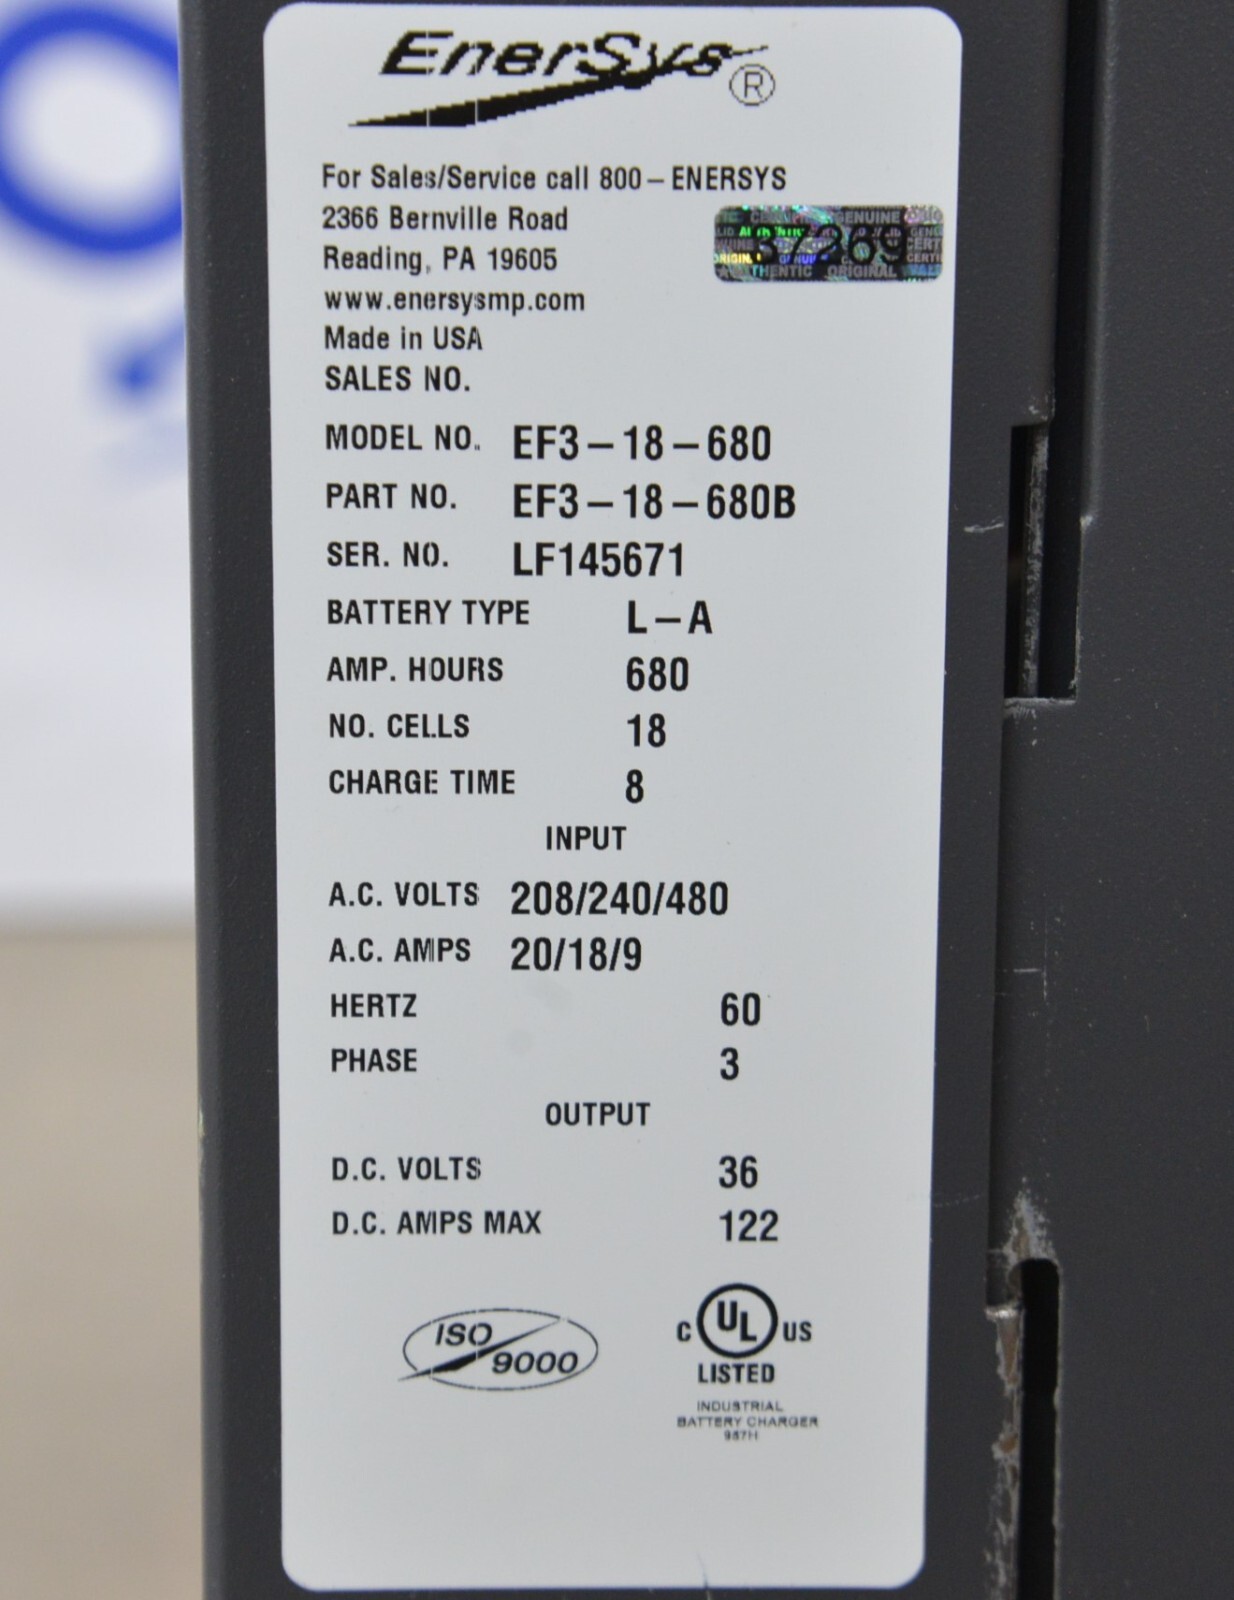 EnerSys®
For Sales/Service call 800-ENERSYS
2366 Bernville Road
Reading, PA 19605
www.enersysmp.com
Made in USA
37269
SALES NO.
MODEL NO. EF3-18-680
PART NO. EF3-18-680B
SER. NO. LF145671
BATTERY TYPE L-A
AMP. HOURS 680
NO. CELLS 18
CHARGE TIME 8
INPUT
A.C. VOLTS 208/240/480
A.C. AMPS 20/18/9
HERTZ 60
PHASE 3
OUTPUT
D.C. VOLTS 36
D.C. AMPS MAX 122
ISO 9000
C UL US
LISTED
INDUSTRIAL
BATTERY CHARGER
987H